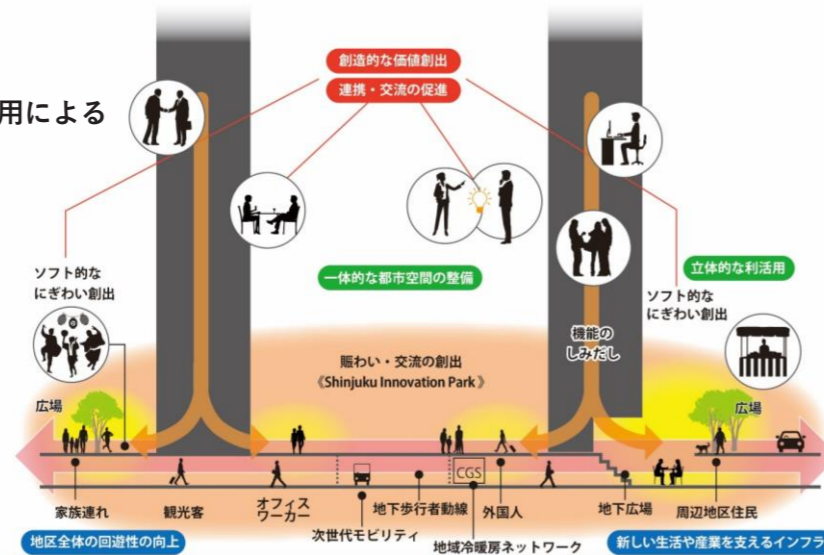 創造的な価値創出
連携・交流の促進
用による
ソフト的な
にぎわい創出
一体的な都市空間の整備
立体的な利活用
ソフト的な
にぎわい創出
機能の
しみだし
賑わい・交流の創出
《Shinjuku Innovation Park》
広場
広場
CGS
家族連れ
観光客
オフィス
ワーカー
次世代モビリティ
地下歩行者動線
地域冷暖房ネットワーク
外国人
地下広場
周辺地区住民
地区全体の回遊性の向上
新しい生活や産業を支えるインフラ